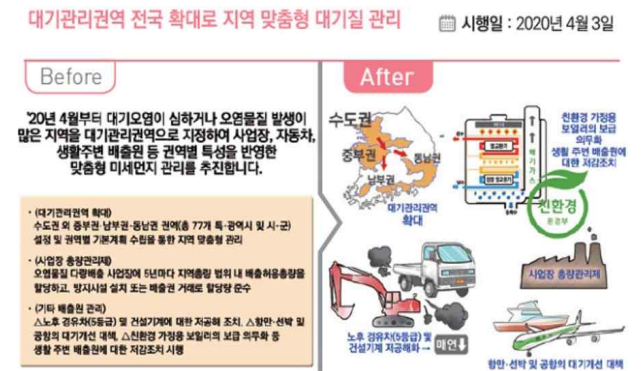 대기관리권역 전국 확대로 지역 맞춤형 대기질 관리
시행일 : 2020년 4월 3일
Before
'20년 4월부터 대기오염이 심하거나 오염물질 발생이
많은 지역을 대기관리권역으로 지정하여 사업장, 자동차,
생활주변 배출원 등 권역별 특성을 반영한
맞춤형 미세먼지 관리를 추진합니다.
• (대기관리권역 확대)
수도권 외 중부권·남부권·동남권 권역(총 77개 특·광역시 및 시·군)
설정 및 권역별 기본계획 수립을 통한 지역 맞춤형 관리
• (사업장 총량관리제)
오염물질 다량배출 사업장에 5년마다 지역총량 범위 내 배출허용총량을
할당하고, 방지시설 설치 또는 배출권 거래로 할당량 준수
• (기타 배출원 관리)
△노후 경유차(5등급) 및 건설기계에 대한 저공해 조치, △항만·선박 및
공항의 대기개선 대책, △친환경 가정용 보일러의 보급 의무화 등
생활 주변 배출원에 대한 저감조치 시행
After
수도권
중부권
동남권
남부권
대기관리권역
확대
배기가스
친환경 가정용
보일러의 보급
의무화
생활 주변 배출원에
대한 저감조치
친환경
환경부
사업장 총량관리제
노후 경유차(5등급) 및
건설기계 저공해화 →
매연
항만·선박 및 공항의 대기개선 대책